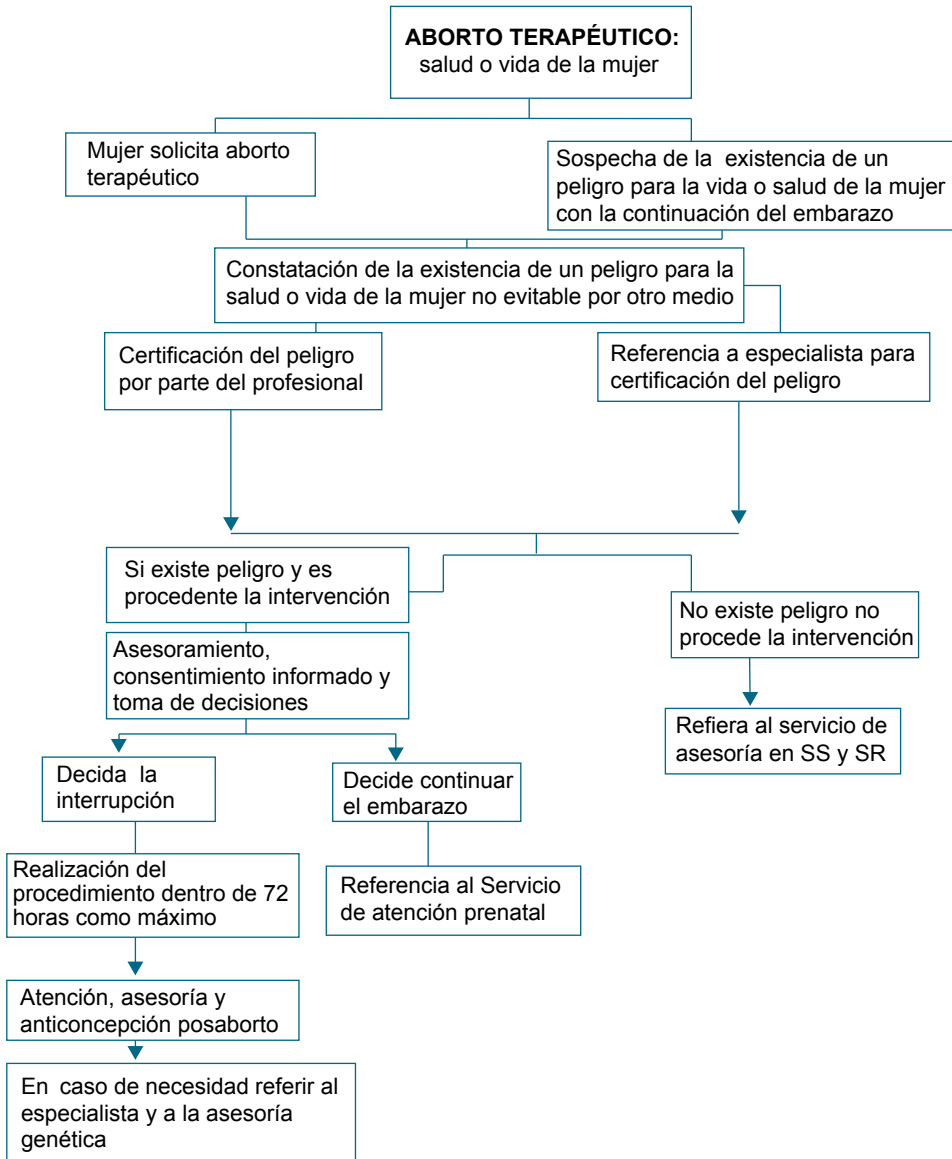 ABORTO TERAPÉUTICO:
salud o vida de la mujer
Mujer solicita aborto
terapéutico
Sospecha de la existencia de un
peligro para la vida o salud de la mujer
con la continuación del embarazo
Constatación de la existencia de un peligro para la
salud o vida de la mujer no evitable por otro medio
Certificación del peligro
por parte del profesional
Referencia a especialista para
certificación del peligro
Si existe peligro y es
procedente la intervención
No existe peligro no
procede la intervención
Asesoramiento,
consentimiento informado y
toma de decisiones
Refiera al servicio de
asesoría en SS y SR
Decida la
interrupción
Decide continuar
el embarazo
Realización del
procedimiento dentro de 72
horas como máximo
Referencia al Servicio
de atención prenatal
Atención, asesoría y
anticoncepción posaborto
En caso de necesidad referir al
especialista y a la asesoría
genética